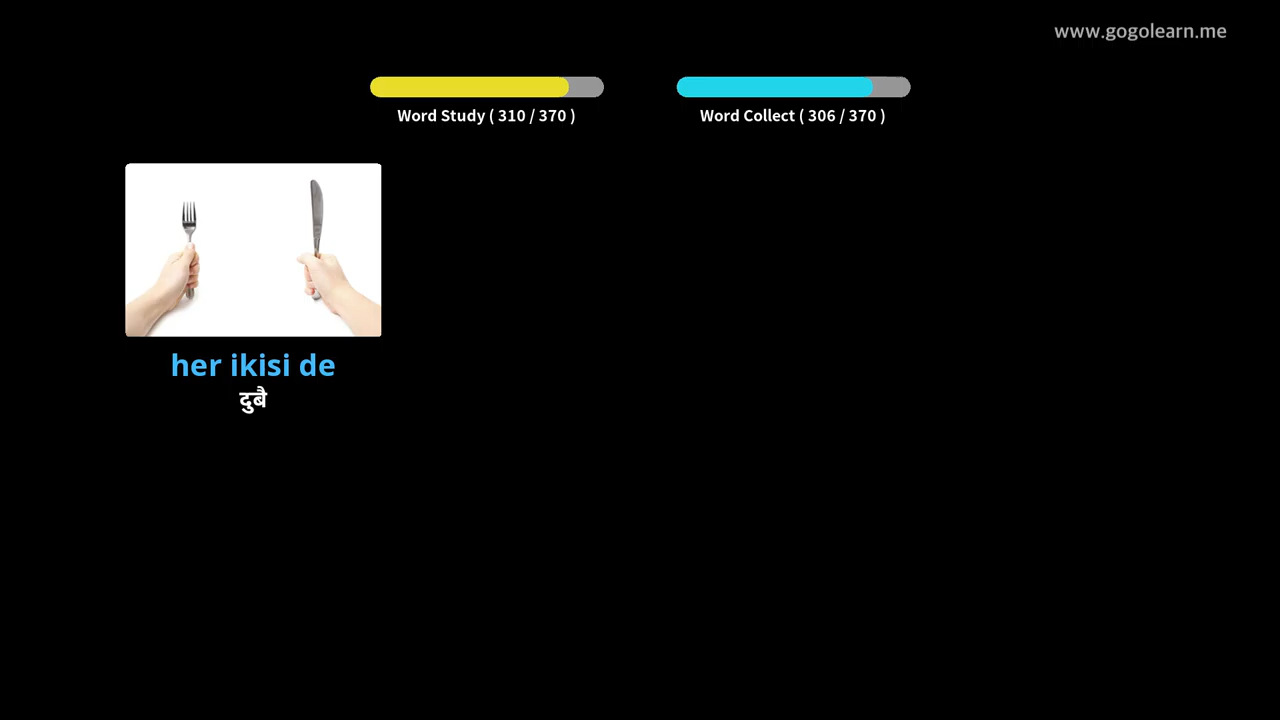 www.gogolearn.me
Word Study ( 310 / 370 )
Word Collect ( 306 / 370 )
her ikisi de
दुबै